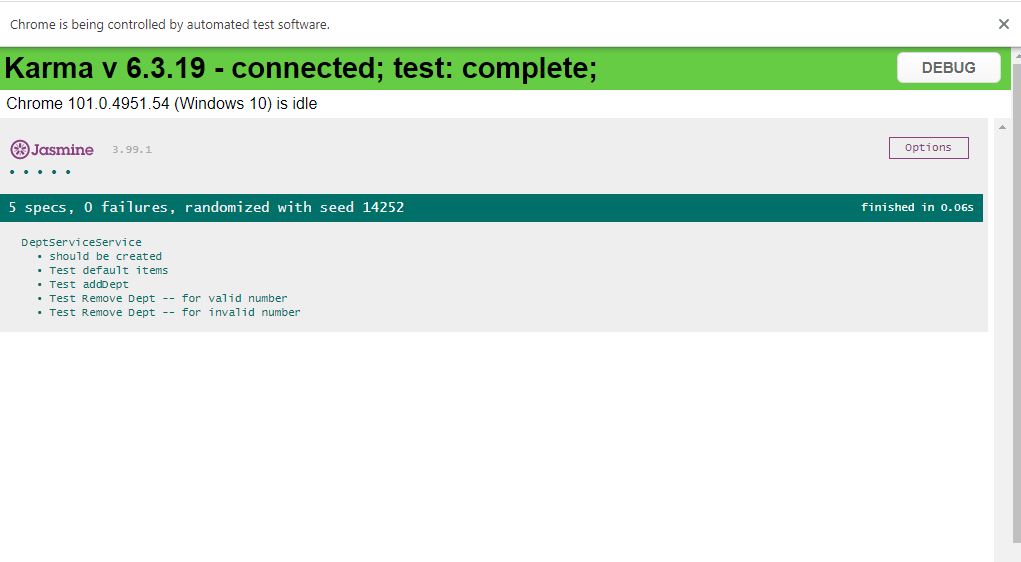 Chrome is being controlled by automated test software.
Karma v 6.3.19 - connected; test: complete;
DEBUG
Chrome 101.0.4951.54 (Windows 10) is idle
Jasmine 3.99.1
Options
• • • • •
5 specs, 0 failures, randomized with seed 14252
finished in 0.06s
DeptServiceService
• should be created
• Test default items
• Test addDept
• Test Remove Dept -- for valid number
• Test Remove Dept -- for invalid number